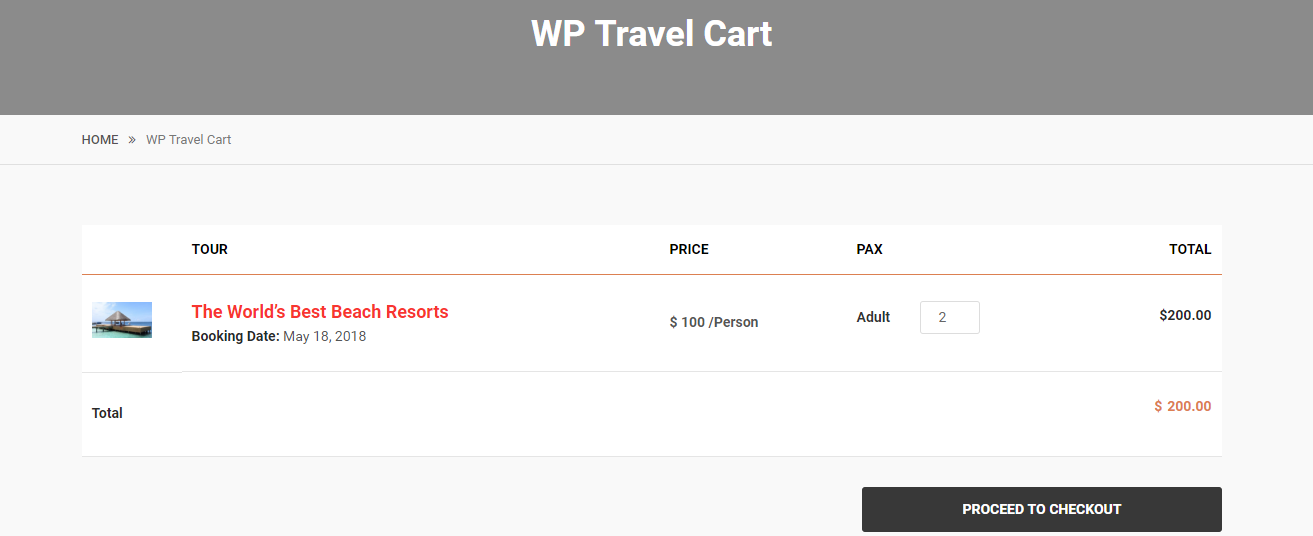 WP Travel Cart
HOME » WP Travel Cart
TOUR PRICE PAX TOTAL
The World’s Best Beach Resorts
Booking Date: May 18, 2018
$ 100 /Person
Adult 2
$200.00
Total $ 200.00
PROCEED TO CHECKOUT